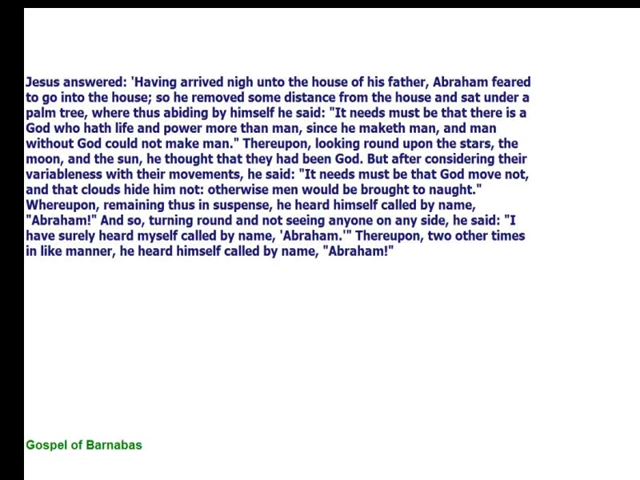 Jesus answered: 'Having arrived nigh unto the house of his father, Abraham feared
to go into the house; so he removed some distance from the house and sat under a
palm tree, where thus abiding by himself he said: "It needs must be that there is a
God who hath life and power more than man, since he maketh man, and man
without God could not make man." Thereupon, looking round upon the stars, the
moon, and the sun, he thought that they had been God. But after considering their
variableness with their movements, he said: "It needs must be that God move not,
and that clouds hide him not: otherwise men would be brought to naught."
Whereupon, remaining thus in suspense, he heard himself called by name,
"Abraham!" And so, turning round and not seeing anyone on any side, he said: "I
have surely heard myself called by name, 'Abraham.'" Thereupon, two other times
in like manner, he heard himself called by name, "Abraham!"
Gospel of Barnabas